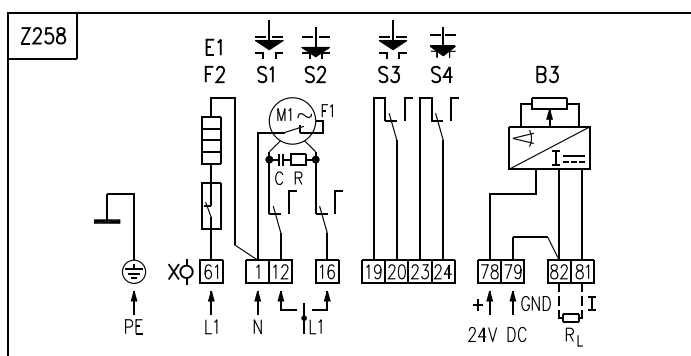 Z258
E1
F2 S1 S2 S3 S4 B3
M1 ~ F1
C R
I
X 61 1 12 16 19 20 23 24 78 79 82 81
+ GND I
PE L1 N L1 24V DC RL